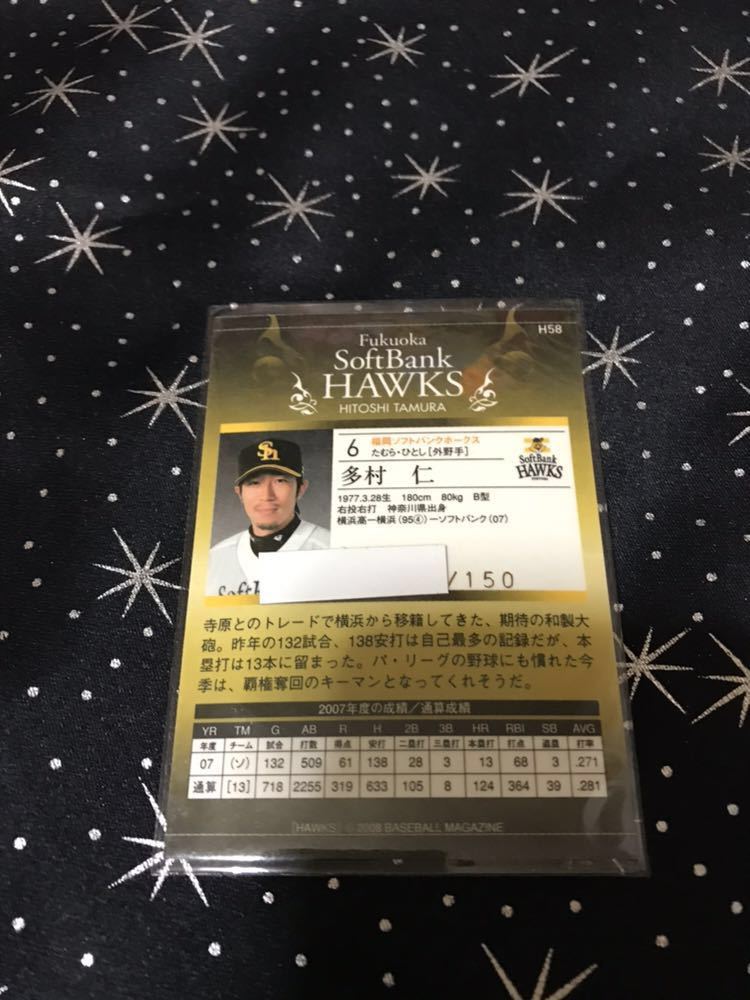 H58
Fukuoka
SoftBank
HAWKS
HITOSHI TAMURA
6 福岡ソフトバンクホークス
たむら・ひとし[外野手]
多村 仁
SoftBank
HAWKS
1977.3.28生 180cm 80kg B型
右投右打 神奈川県出身
横浜高ー横浜(95④)ーソフトバンク(07)
/150
寺原とのトレードで横浜から移籍してきた、期待の和製大
砲。昨年の132試合、138安打は自己最多の記録だが、本
塁打は13本に留まった。パ・リーグの野球にも慣れた今
季は、覇権奪回のキーマンとなってくれそうだ。
2007年度の成績/通算成績
YR TM G AB R H 2B 3B HR RBI SB AVG
年度 チーム 試合 打数 得点 安打 二塁打 三塁打 本塁打 打点 盗塁 打率
07 (ソ) 132 509 61 138 28 3 13 68 3 .271
通算 [13] 718 2255 319 633 105 8 124 364 39 .281
[HAWKS] © 2008 BASEBALL MAGAZINE